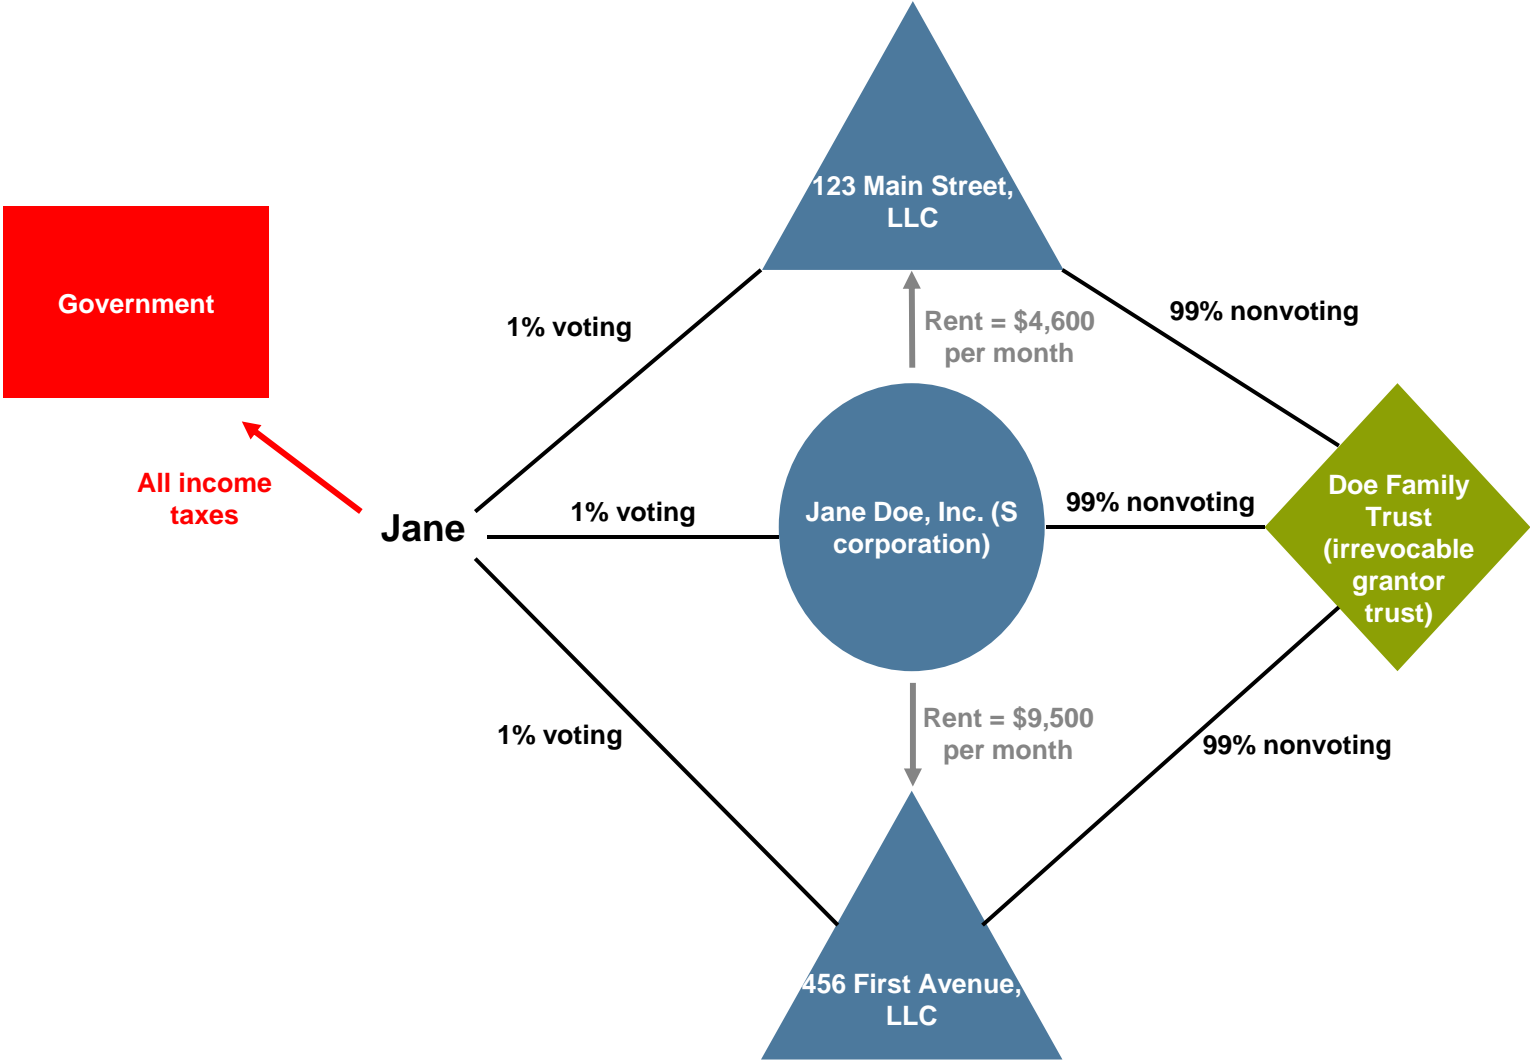 123 Main Street,
LLC
Government
1% voting
Rent = $4,600
per month
99% nonvoting
All income
taxes
Jane
1% voting
Jane Doe, Inc. (S
corporation)
99% nonvoting
Doe Family
Trust
(irrevocable
grantor
trust)
1% voting
Rent = $9,500
per month
99% nonvoting
456 First Avenue,
LLC